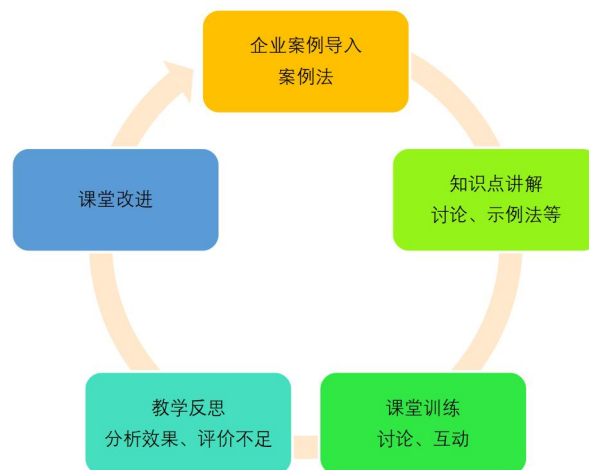 企业案例导入
案例法
知识点讲解
讨论、示例法等
课堂训练
讨论、互动
教学反思
分析效果、评价不足
课堂改进